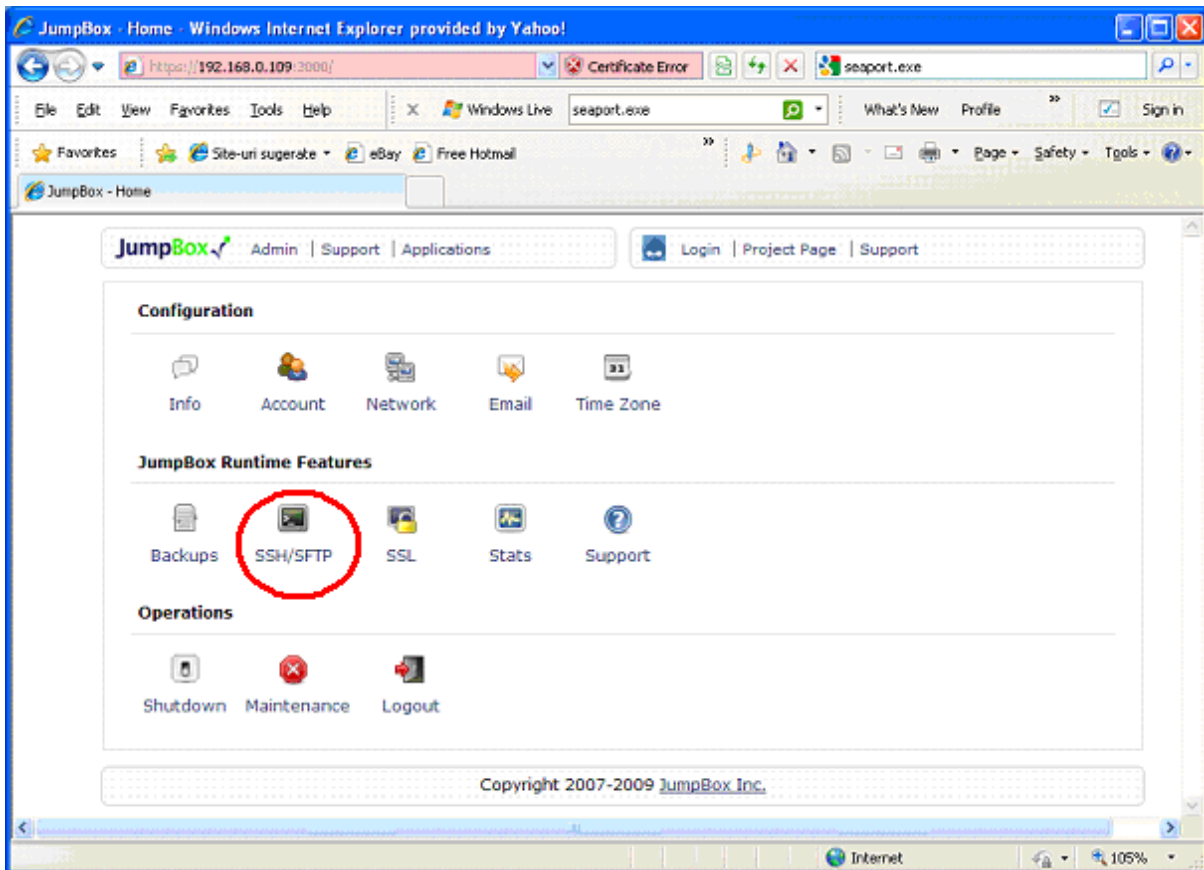 JumpBox - Home - Windows Internet Explorer provided by Yahoo!
https://192.168.0.109:3000/ Certificate Error seaport.exe
File Edit View Favorites Tools Help X Windows Live seaport.exe What's New Profile >> Sign in
Favorites Site-uri sugerate eBay Free Hotmail >> Page Safety Tools
JumpBox - Home
JumpBox Admin | Support | Applications Login | Project Page | Support
Configuration
31
Info Account Network Email Time Zone
JumpBox Runtime Features
Backups SSH/SFTP SSL Stats Support
Operations
Shutdown Maintenance Logout
Copyright 2007-2009 JumpBox Inc.
Internet 105%